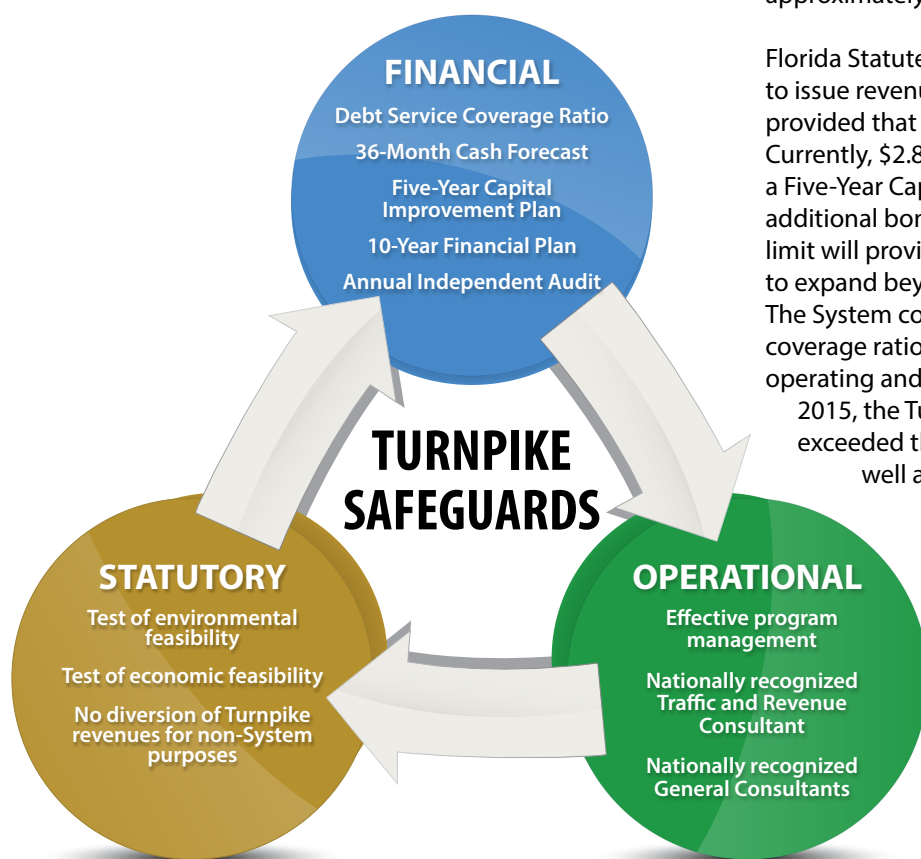 approximately
Florida Statute
to issue revenu
provided that
Currently, $2.8
a Five-Year Cap
additional bon
limit will provi
to expand bey
The System co
coverage ratio
operating and
2015, the Tu
exceeded th
well a
FINANCIAL
Debt Service Coverage Ratio
36-Month Cash Forecast
Five-Year Capital
Improvement Plan
10-Year Financial Plan
Annual Independent Audit
TURNPIKE
SAFEGUARDS
STATUTORY
Test of environmental
feasibility
Test of economic feasibility
No diversion of Turnpike
revenues for non-System
purposes
OPERATIONAL
Effective program
management
Nationally recognized
Traffic and Revenue
Consultant
Nationally recognized
General Consultants